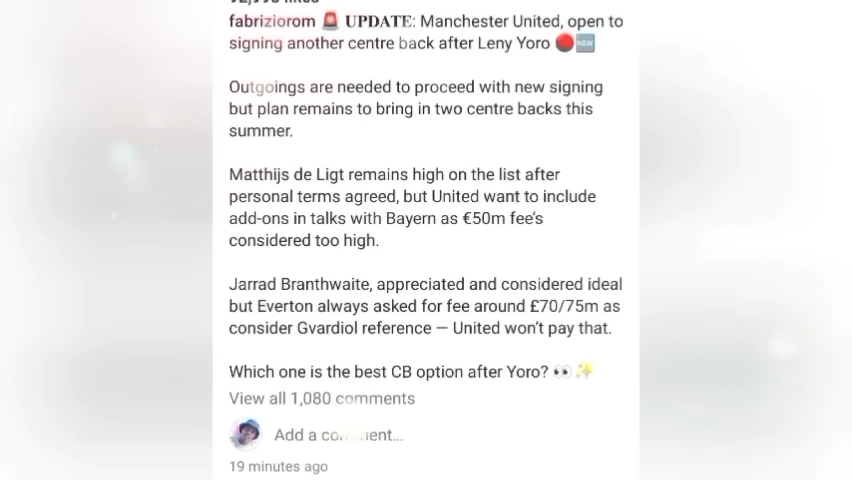 fabriziorom 🚨 𝐔𝐏𝐃𝐀𝐓𝐄: Manchester United, open to
signing another centre back after Leny Yoro 🔴🆕
Outgoings are needed to proceed with new signing
but plan remains to bring in two centre backs this
summer.
Matthijs de Ligt remains high on the list after
personal terms agreed, but United want to include
add-ons in talks with Bayern as €50m fee's
considered too high.
Jarrad Branthwaite, appreciated and considered ideal
but Everton always asked for fee around £70/75m as
consider Gvardiol reference — United won't pay that.
Which one is the best CB option after Yoro? 👀✨
View all 1,080 comments
Add a comment...
19 minutes ago